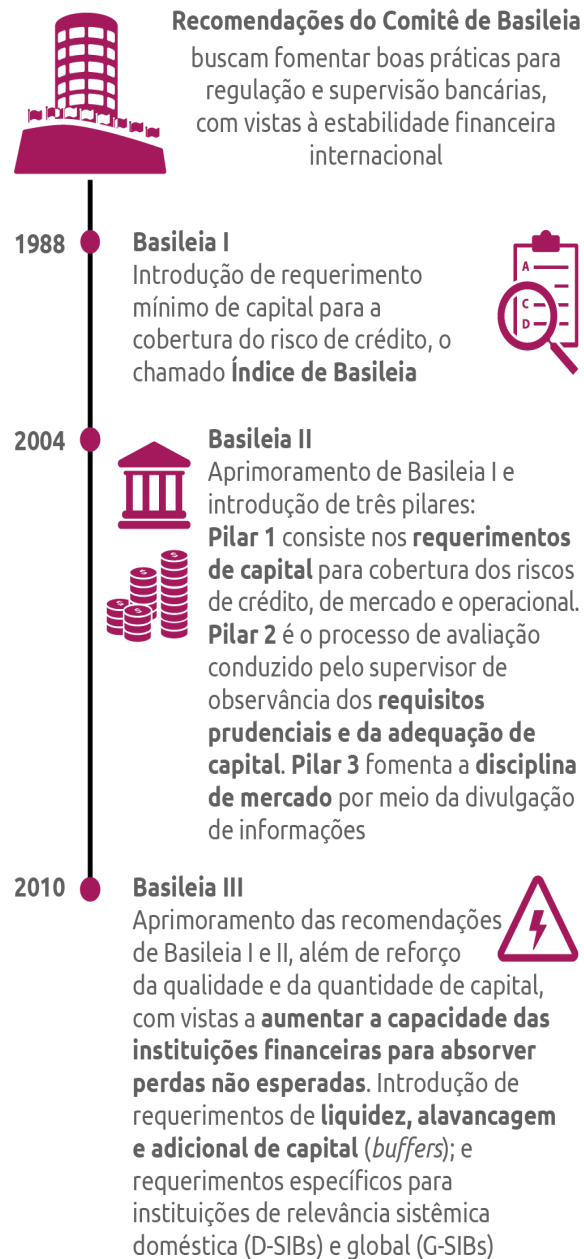 Recomendações do Comitê de Basileia
buscam fomentar boas práticas para
regulação e supervisão bancárias,
com vistas à estabilidade financeira
internacional
1988
Basileia I
Introdução de requerimento
mínimo de capital para a
cobertura do risco de crédito, o
chamado Índice de Basileia
A
C
D
2004
Basileia II
Aprimoramento de Basileia I e
introdução de três pilares:
Pilar 1 consiste nos requerimentos
de capital para cobertura dos riscos
de crédito, de mercado e operacional.
Pilar 2 é o processo de avaliação
conduzido pelo supervisor de
observância dos requisitos
prudenciais e da adequação de
capital. Pilar 3 fomenta a disciplina
de mercado por meio da divulgação
de informações
$
$
$
$
2010
Basileia III
Aprimoramento das recomendações
de Basileia I e II, além de reforço
da qualidade e da quantidade de capital,
com vistas a aumentar a capacidade das
instituições financeiras para absorver
perdas não esperadas. Introdução de
requerimentos de liquidez, alavancagem
e adicional de capital (buffers); e
requerimentos específicos para
instituições de relevância sistêmica
doméstica (D-SIBs) e global (G-SIBs)